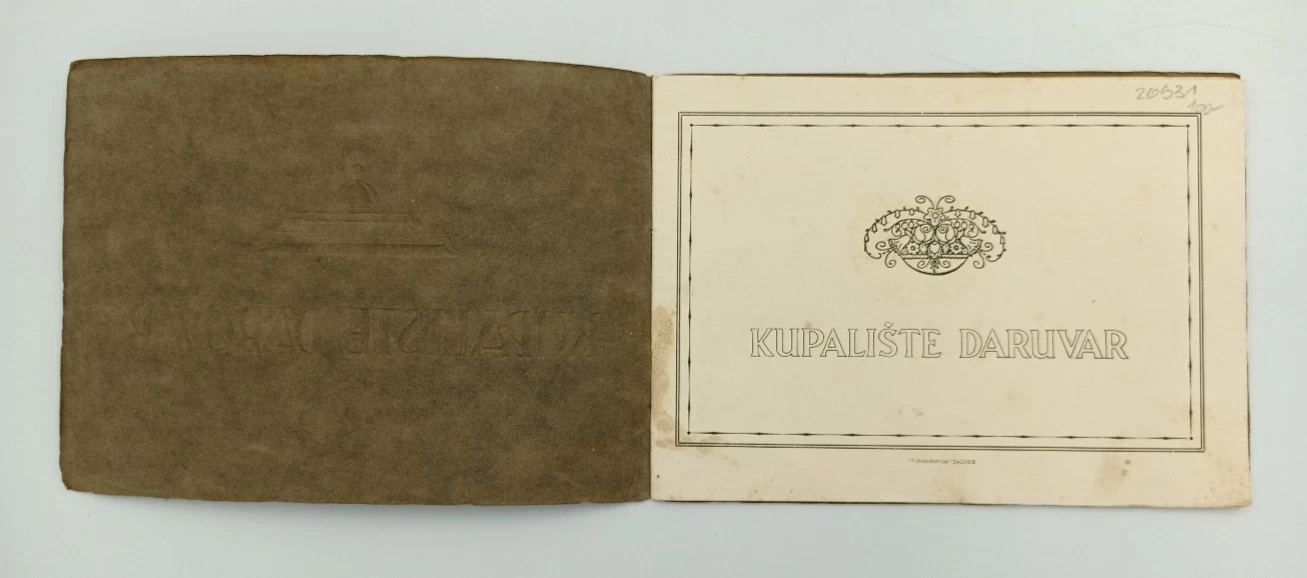 20531
100-
KUPALIŠTE DARUVAR
"TIPOGRAFIJA" ZAGREB